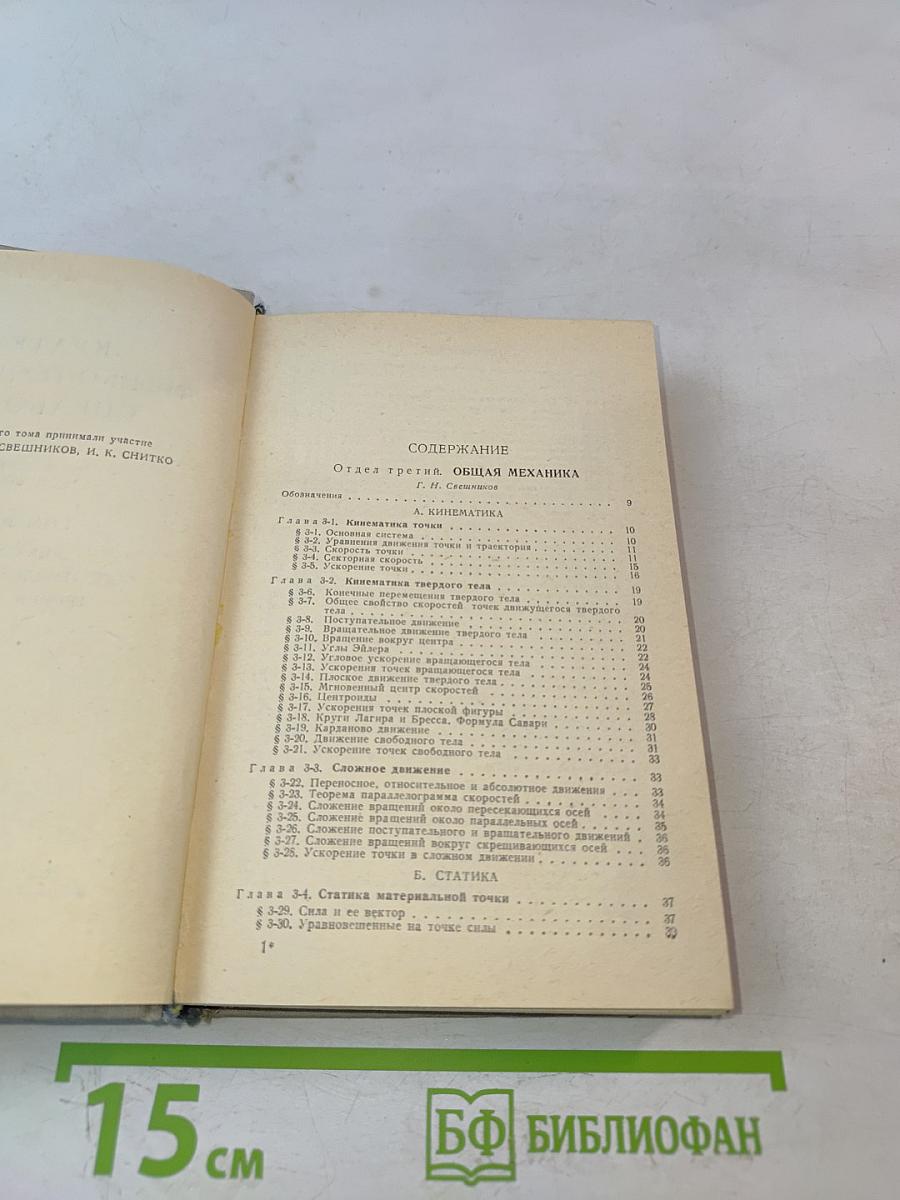 го тома принимали участие
СВЕШНИКОВ, И. К. СНИТКО
СОДЕРЖАНИЕ
Отдел третий. ОБЩАЯ МЕХАНИКА
Г. Н. Свешников
Обозначения . . . 9
А. КИНЕМАТИКА
Глава 3-1. Кинематика точки . . . 10
§ 3-1. Основная система . . . 10
§ 3-2. Уравнения движения точки и траектория . . . 11
§ 3-3. Скорость точки . . . 11
§ 3-4. Секторная скорость . . . 15
§ 3-5. Ускорение точки . . . 16
Глава 3-2. Кинематика твердого тела . . . 19
§ 3-6. Конечные перемещения твердого тела . . . 19
§ 3-7. Общее свойство скоростей точек движущегося твердого
тела . . . 20
§ 3-8. Поступательное движение . . . 20
§ 3-9. Вращательное движение твердого тела . . . 21
§ 3-10. Вращение вокруг центра . . . 22
§ 3-11. Углы Эйлера . . . 22
§ 3-12. Угловое ускорение вращающегося тела . . . 24
§ 3-13. Ускорения точек вращающегося тела . . . 24
§ 3-14. Плоское движение твердого тела . . . 25
§ 3-15. Мгновенный центр скоростей . . . 26
§ 3-16. Центроиды . . . 27
§ 3-17. Ускорения точек плоской фигуры . . . 28
§ 3-18. Круги Лагира и Бресса. Формула Савари . . . 30
§ 3-19. Карданово движение . . . 31
§ 3-20. Движение свободного тела . . . 31
§ 3-21. Ускорение точек свободного тела . . . 33
Глава 3-3. Сложное движение . . . 33
§ 3-22. Переносное, относительное и абсолютное движения . . . 33
§ 3-23. Теорема параллелограмма скоростей . . . 34
§ 3-24. Сложение вращений около пересекающихся осей . . . 34
§ 3-25. Сложение вращений около параллельных осей . . . 35
§ 3-26. Сложение поступательного и вращательного движений . 36
§ 3-27. Сложение вращений вокруг скрещивающихся осей . . . 36
§ 3-28. Ускорение точки в сложном движении . . . 36
Б. СТАТИКА
Глава 3-4. Статика материальной точки . . . 37
§ 3-29. Сила и ее вектор . . . 37
§ 3-30. Уравновешенные на точке силы . . . 39
1*
15 см
БФ БИБЛИОФАН